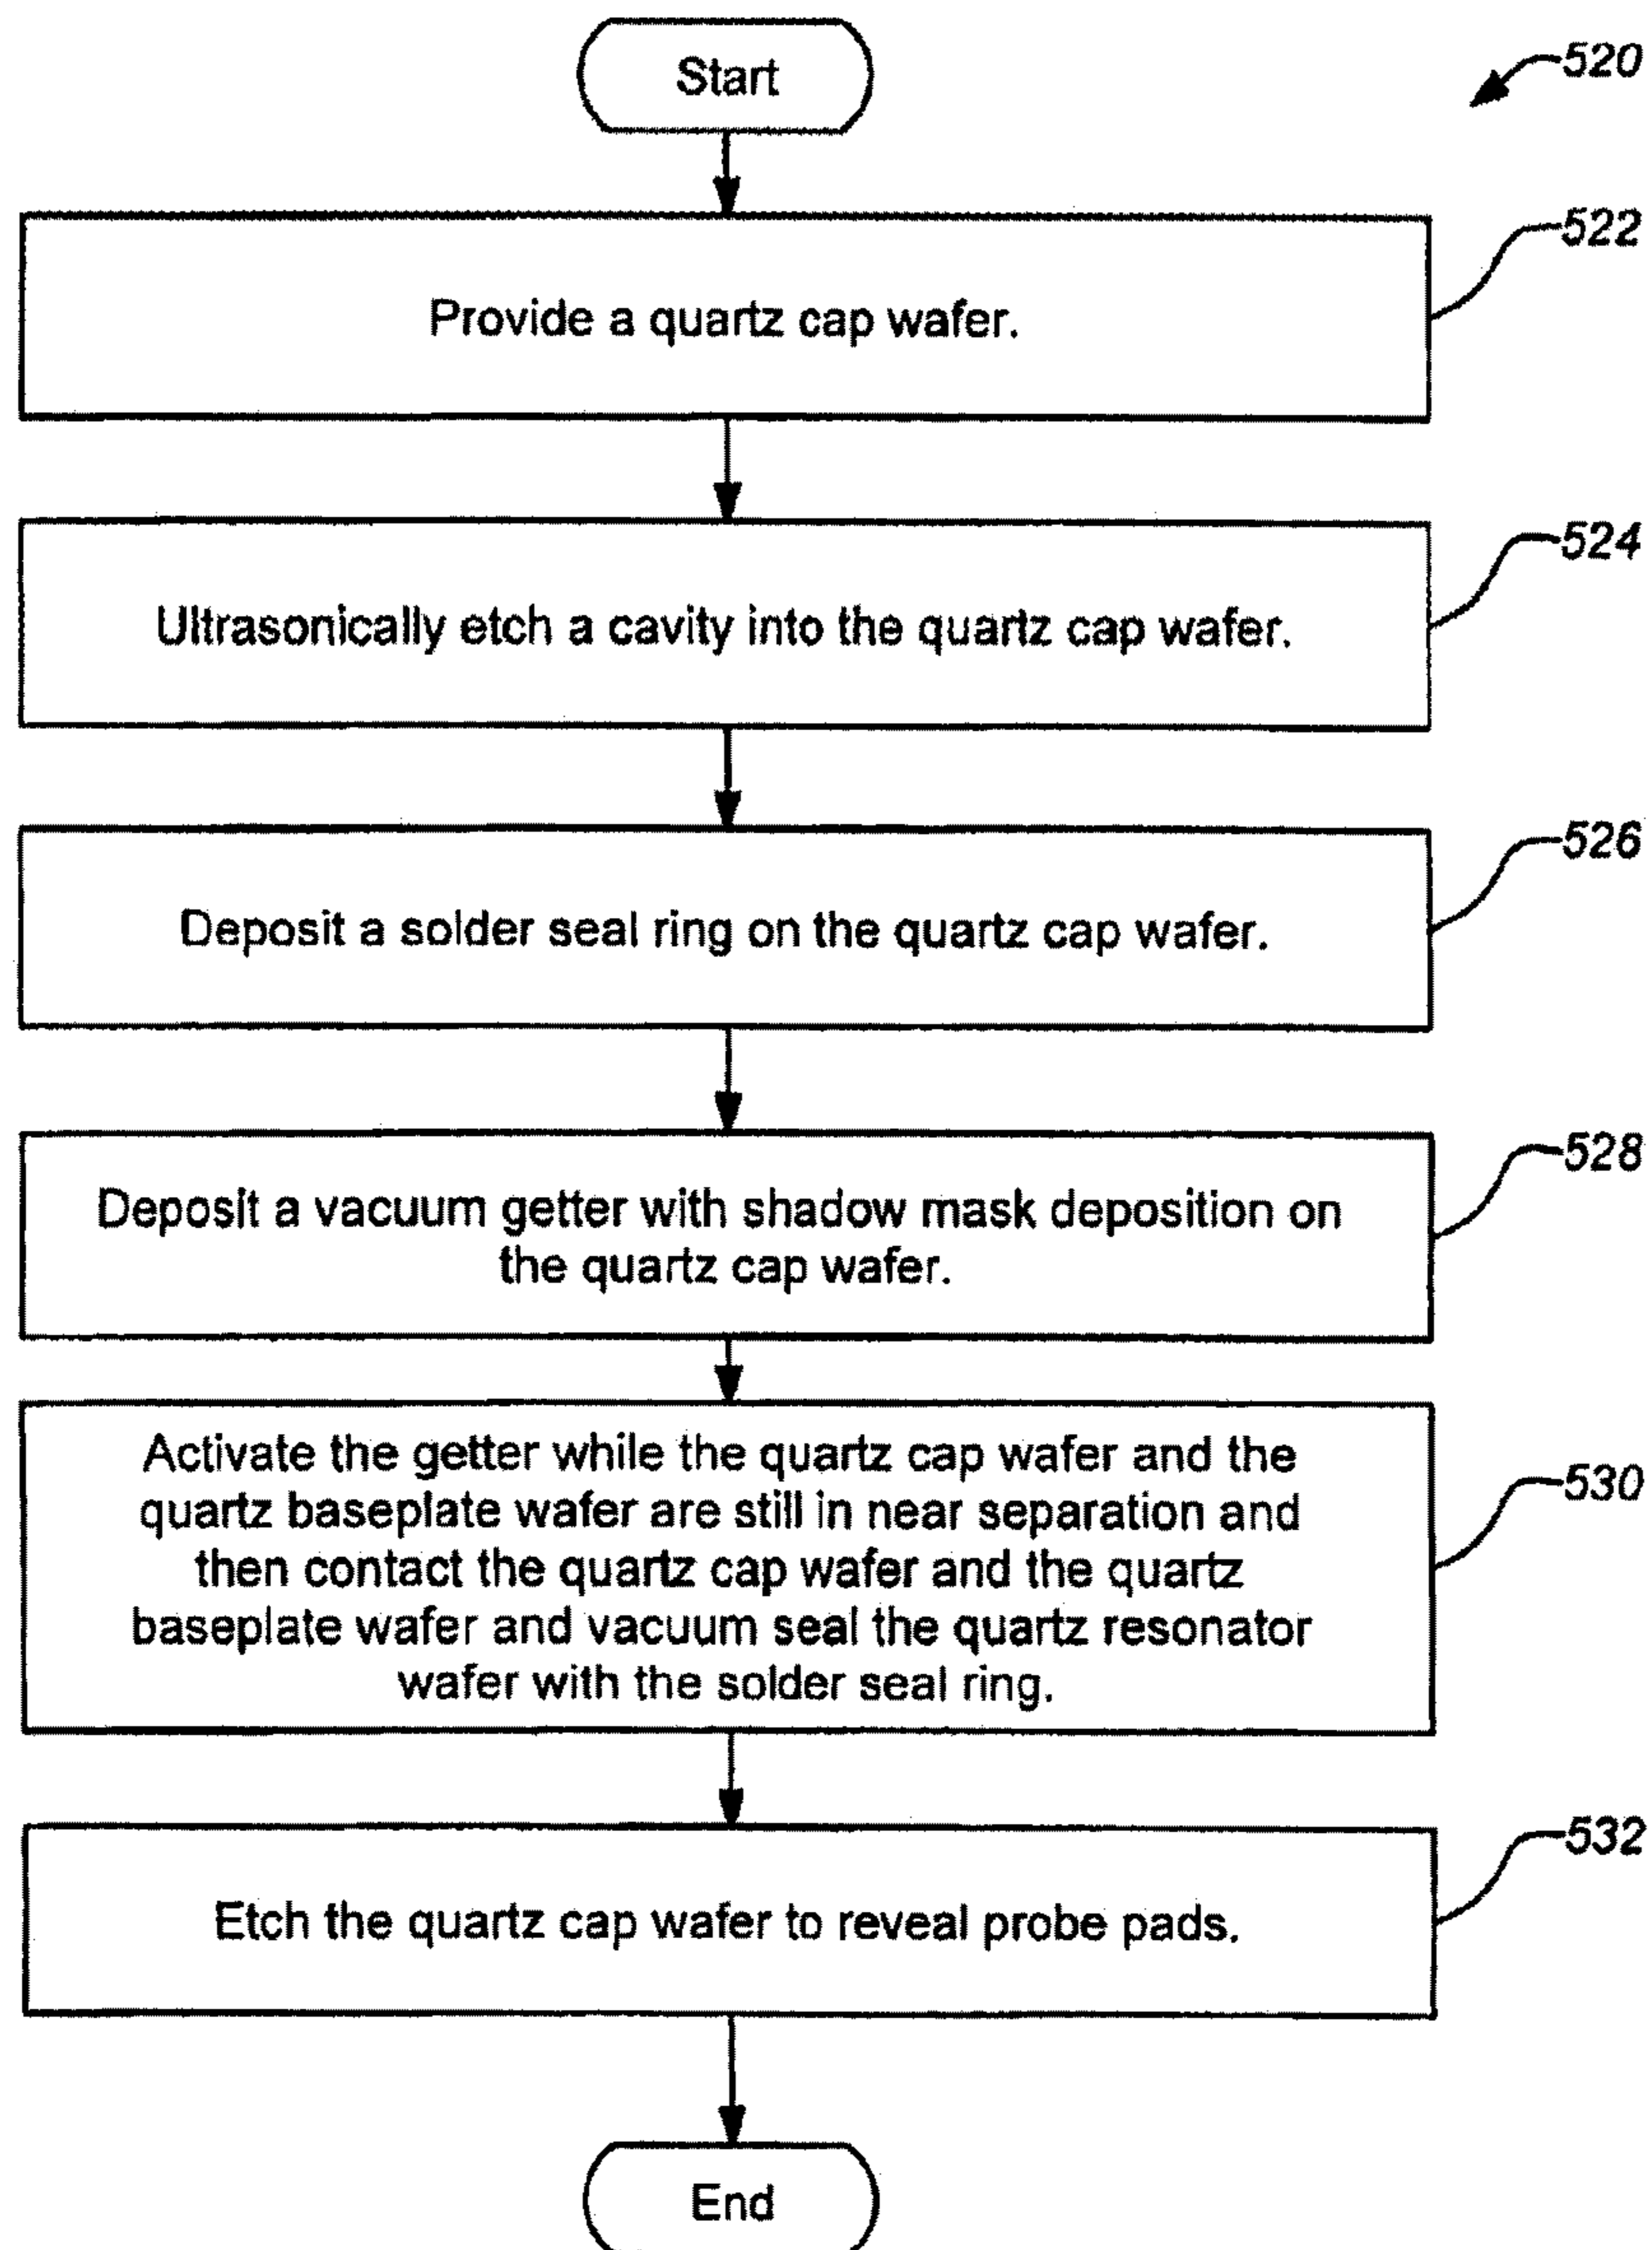 Start
520
522
Provide a quartz cap wafer.
524
Ultrasonically etch a cavity into the quartz cap wafer.
526
Deposit a solder seal ring on the quartz cap wafer.
528
Deposit a vacuum getter with shadow mask deposition on
the quartz cap wafer.
530
Activate the getter while the quartz cap wafer and the
quartz baseplate wafer are still in near separation and
then contact the quartz cap wafer and the quartz
baseplate wafer and vacuum seal the quartz resonator
wafer with the solder seal ring.
532
Etch the quartz cap wafer to reveal probe pads.
End